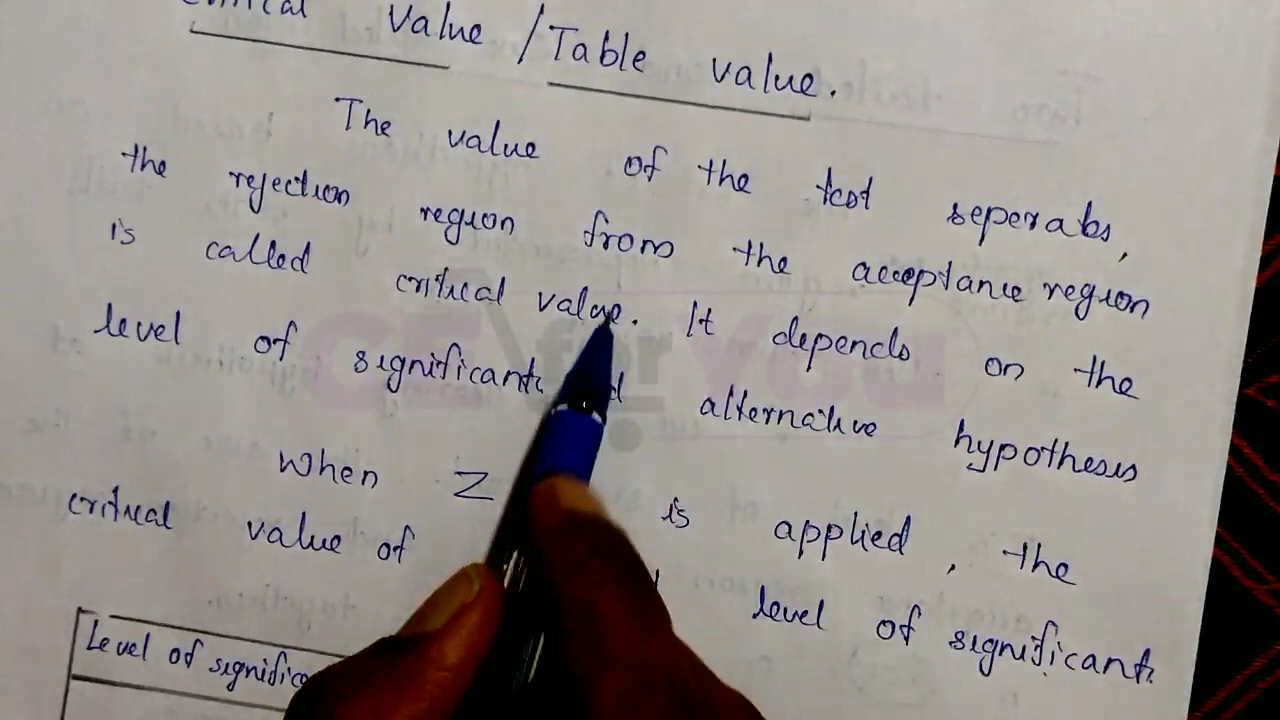 Value / Table value.
The value of the test seperates,
the rejection region from the acceptance region
is called critical value. It depends on the
level of significant alternative hypothesis
When Z is applied, the
critical value of level of significant.
Level of significa